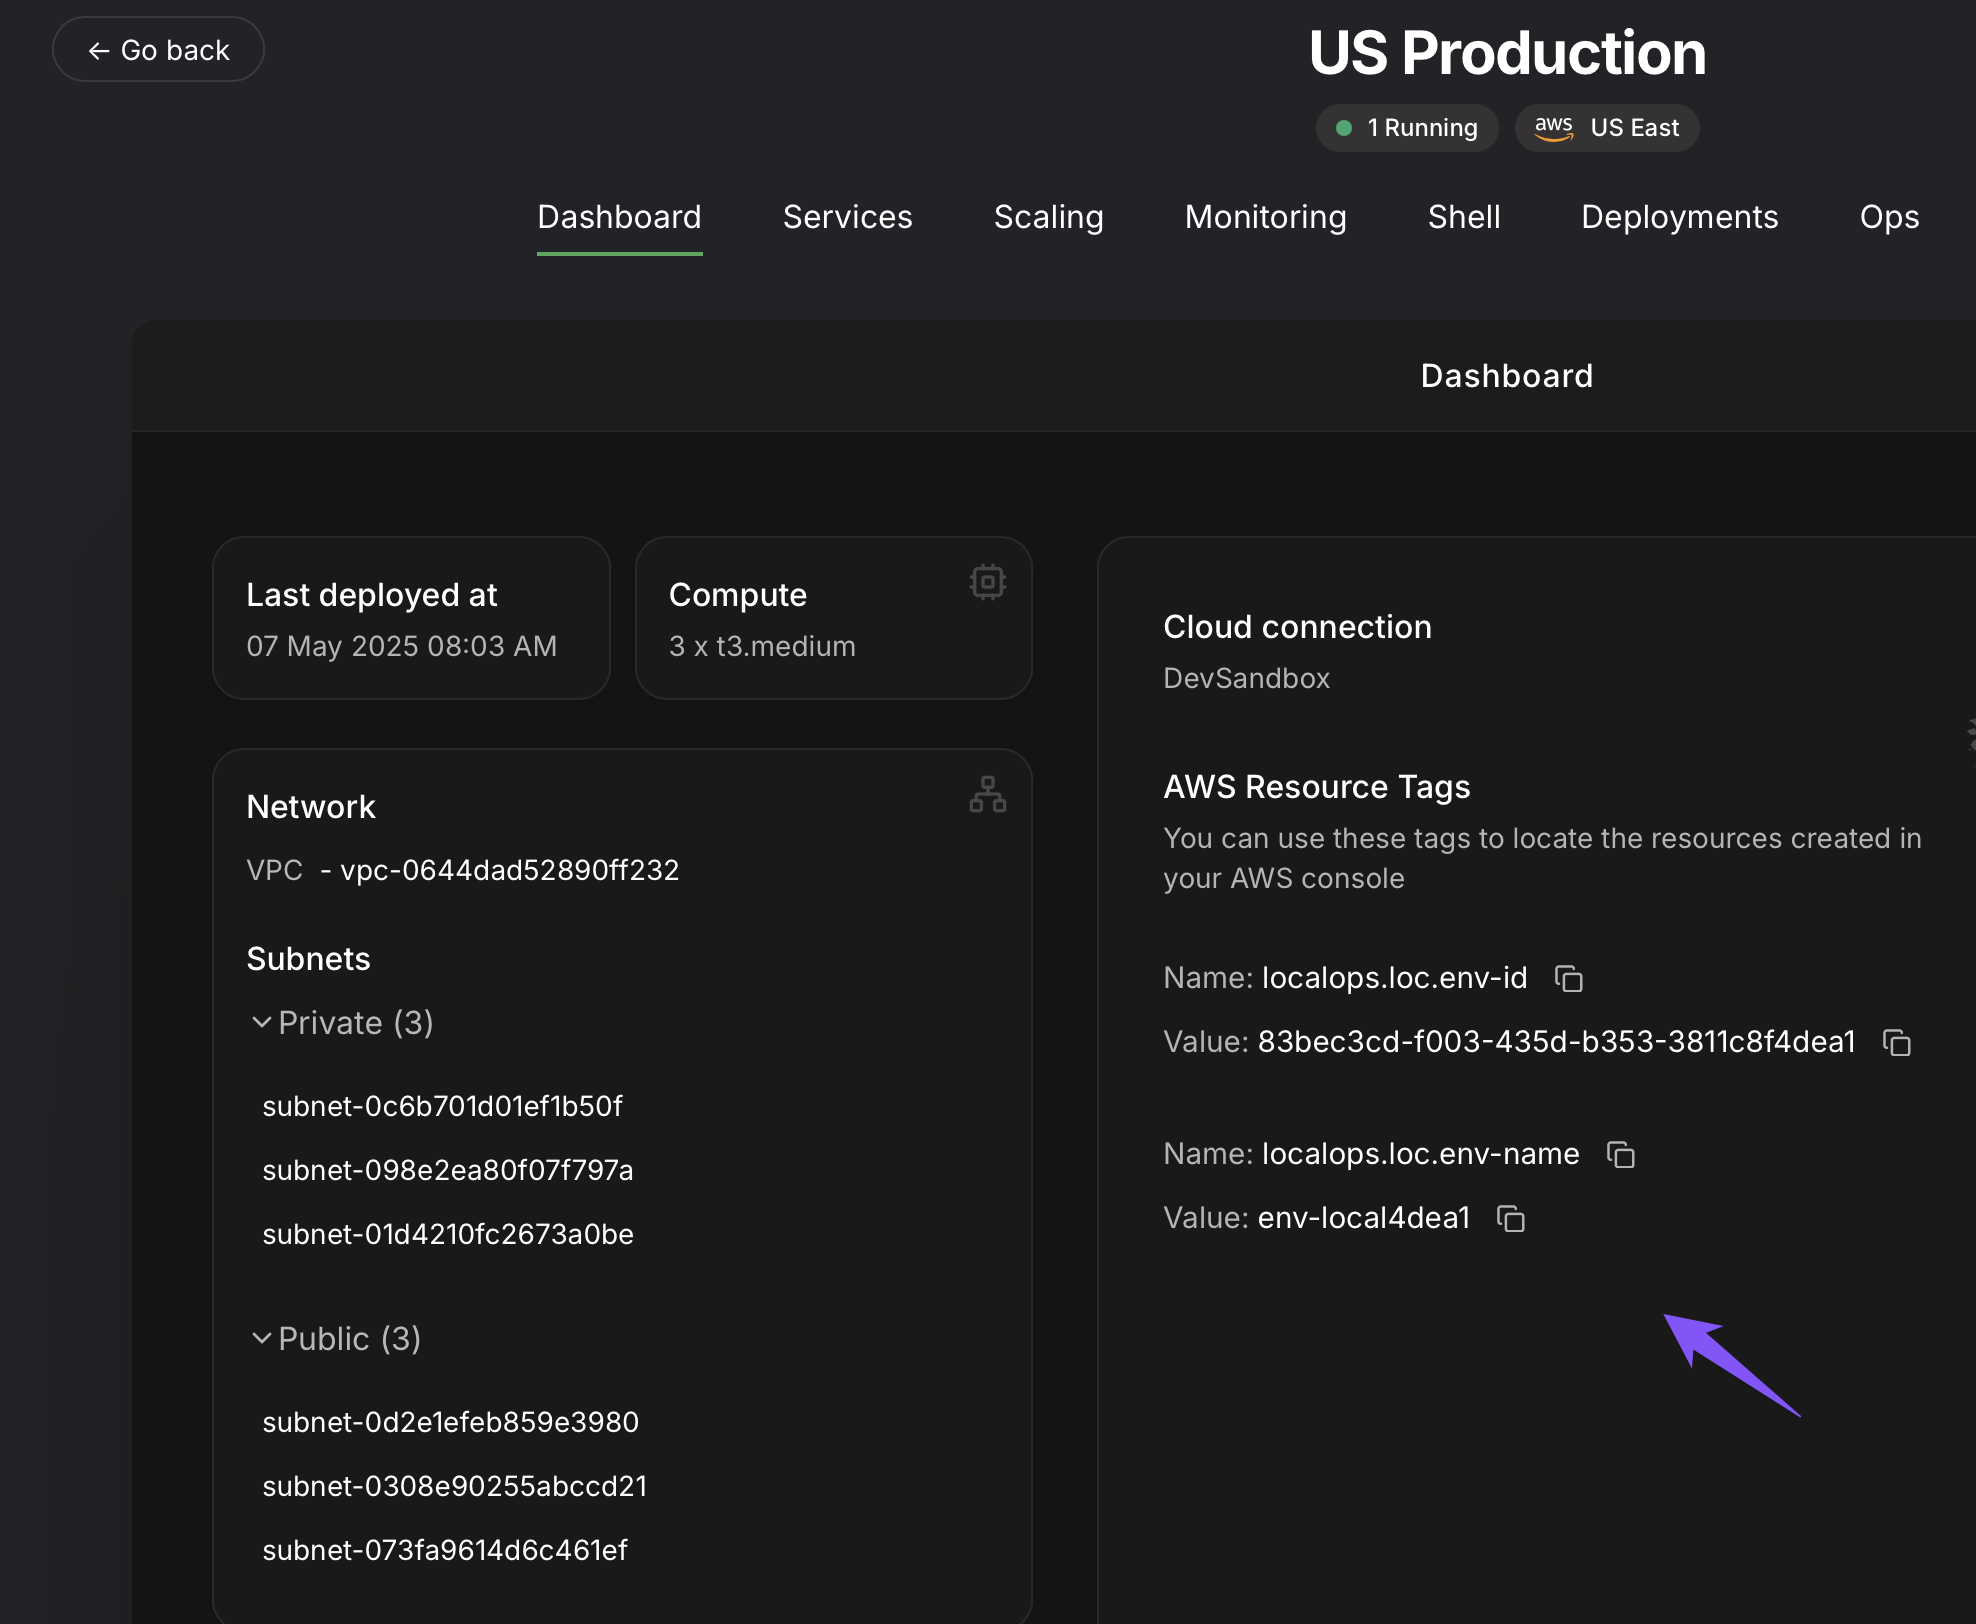 ← Go back
US Production
1 Running
aws US East
Dashboard Services Scaling Monitoring Shell Deployments Ops
Dashboard
Last deployed at
07 May 2025 08:03 AM
Compute
3 x t3.medium
Network
VPC - vpc-0644dad52890ff232
Subnets
Private (3)
subnet-0c6b701d01ef1b50f
subnet-098e2ea80f07f797a
subnet-01d4210fc2673a0be
Public (3)
subnet-0d2e1efeb859e3980
subnet-0308e90255abccd21
subnet-073fa9614d6c461ef
Cloud connection
DevSandbox
AWS Resource Tags
You can use these tags to locate the resources created in
your AWS console
Name: localops.loc.env-id
Value: 83bec3cd-f003-435d-b353-3811c8f4dea1
Name: localops.loc.env-name
Value: env-local4dea1